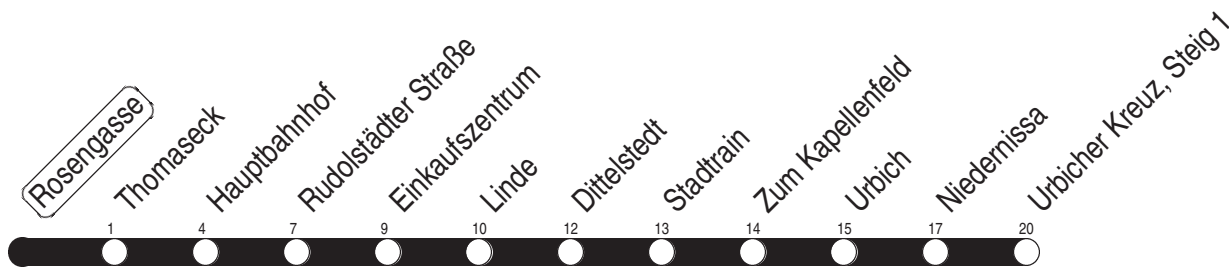 Rosengasse
Thomaseck
Hauptbahnhof
Rudolstädter Straße
Einkaufszentrum
Linde
Dittelstedt
Stadtrain
Zum Kapellenfeld
Urbich
Niedernissa
Urbicher Kreuz, Steig 1
1 4 7 9 10 12 13 14 15 17 20